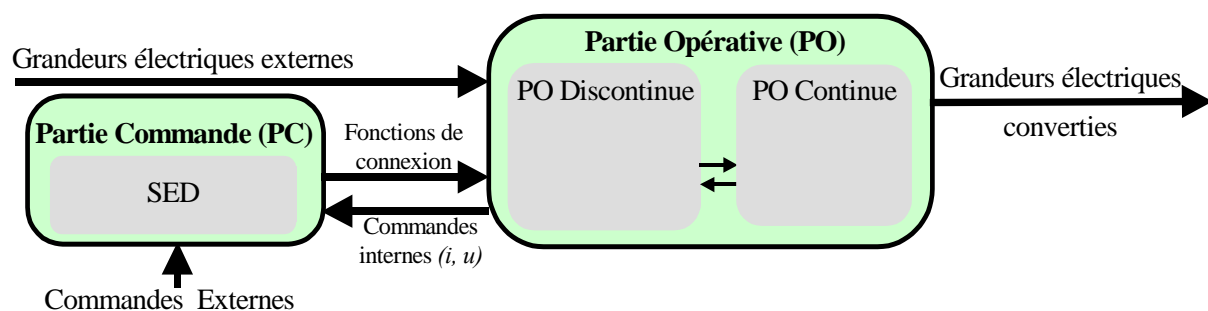 Partie Opérative (PO)
Grandeurs électriques externes
PO Discontinue
PO Continue
Grandeurs électriques
converties
Partie Commande (PC)
Fonctions de
connexion
SED
Commandes
internes (i, u)
Commandes Externes